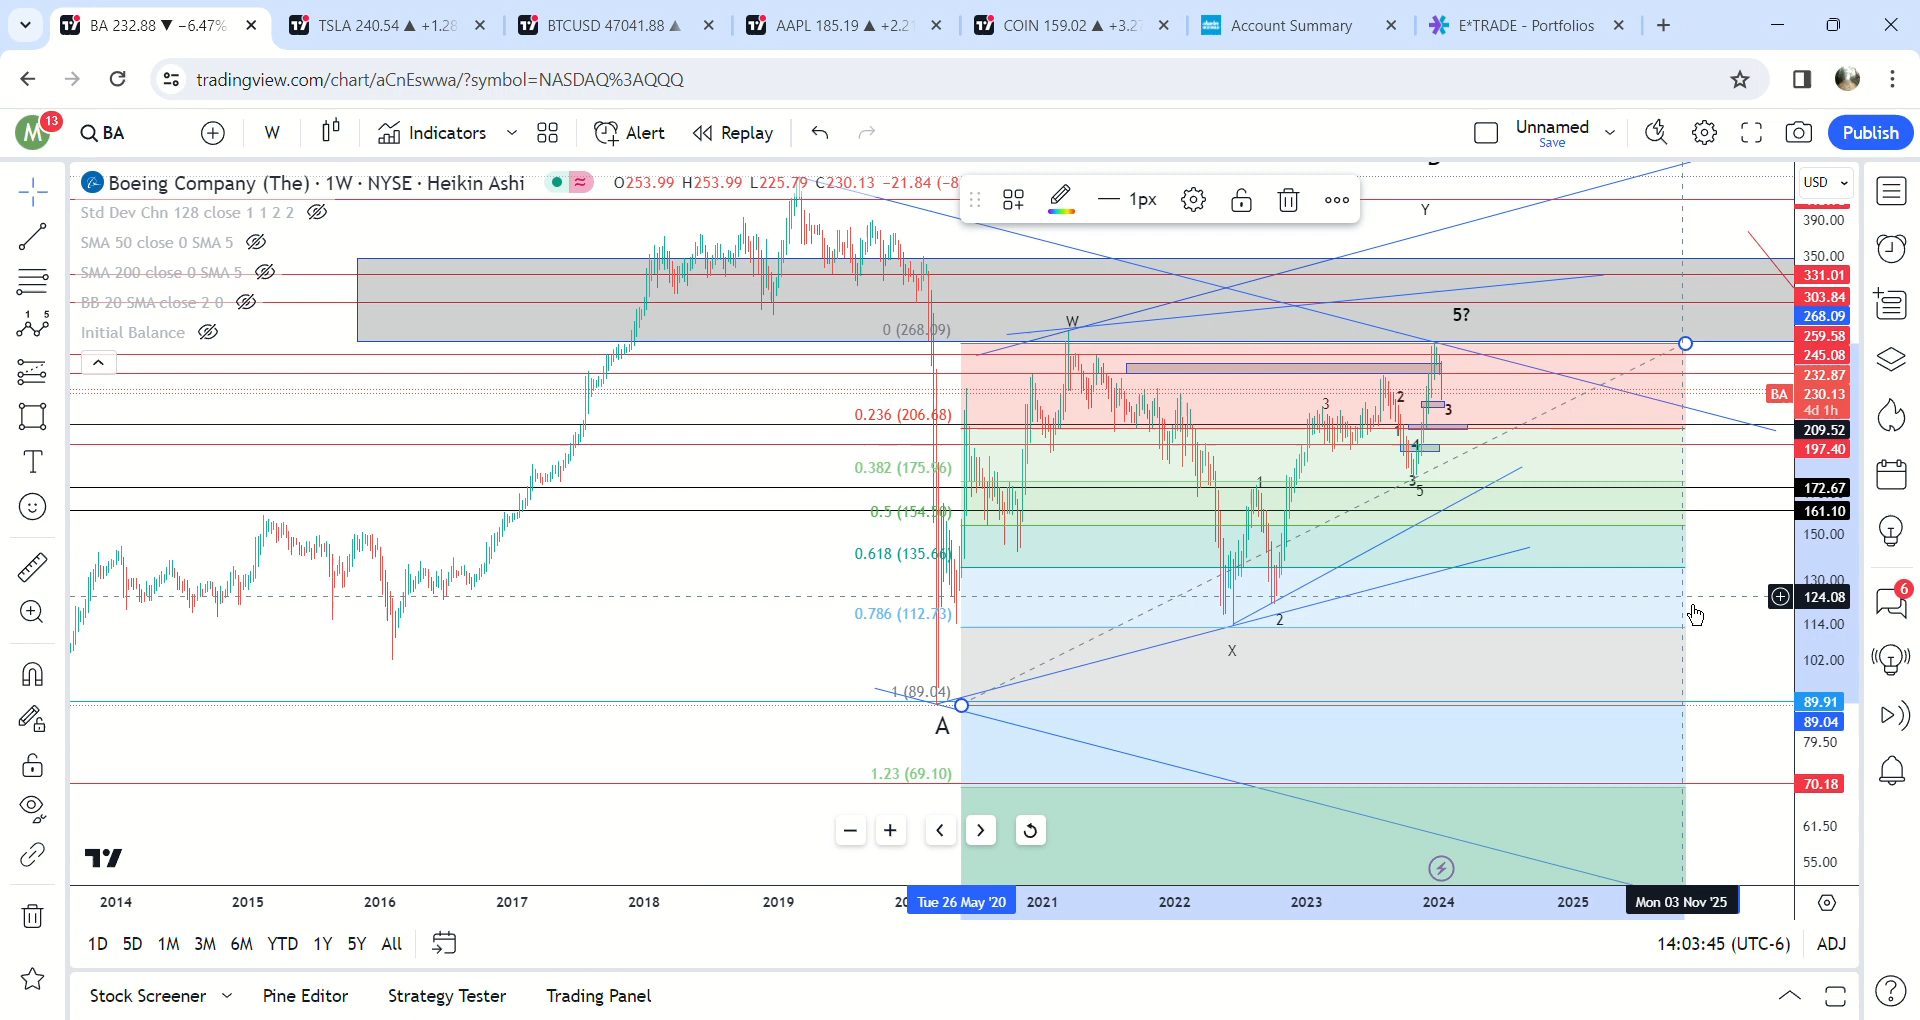 BA 232.88 ▼ −6.47%
TSLA 240.54 ▲ +1.28
BTCUSD 47041.88 ▲
AAPL 185.19 ▲ +2.21
COIN 159.02 ▲ +3.27
Account Summary
E*TRADE - Portfolios
tradingview.com/chart/aCnEswwa/?symbol=NASDAQ%3AQQQ
M
13
BA
W
Indicators
Alert
Replay
Unnamed
Save
Publish
Boeing Company (The) · 1W · NYSE · Heikin Ashi
O253.99 H253.99 L225.79 C230.13 −21.84 (−8
1px
USD
Std Dev Chn 128 close 1 1 2 2
SMA 50 close 0 SMA 5
SMA 200 close 0 SMA 5
BB 20 SMA close 2 0
Initial Balance
Y
W
5?
3
2
3
1
4
1
3
5
2
X
A
0 (268.09)
0.236 (206.68)
0.382 (175.96)
0.618 (135.66)
0.786 (112.73)
1 (89.04)
1.23 (69.10)
390.00
350.00
331.01
303.84
268.09
259.58
245.08
232.87
BA 230.13
4d 1h
209.52
197.40
172.67
161.10
150.00
130.00
124.08
114.00
102.00
89.91
89.04
79.50
70.18
61.50
55.00
6
2014 2015 2016 2017 2018 2019 Tue 26 May '20 2021 2022 2023 2024 2025 Mon 03 Nov '25
1D 5D 1M 3M 6M YTD 1Y 5Y All
14:03:45 (UTC-6) ADJ
Stock Screener
Pine Editor
Strategy Tester
Trading Panel